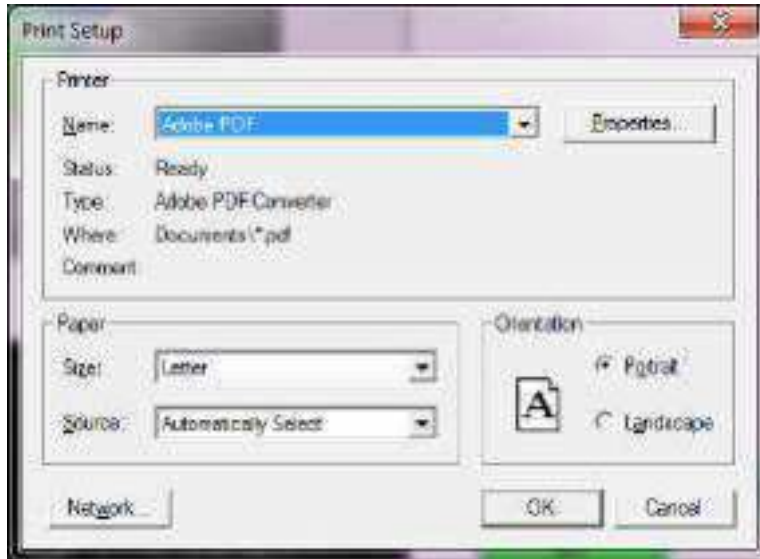 Print Setup
Printer
Name: Adobe PDF Properties...
Status: Ready
Type: Adobe PDF Converter
Where: Documents\*.pdf
Comment:
Paper
Size: Letter
Source: Automatically Select
Orientation
A
Portrait
Landscape
Network...
OK
Cancel